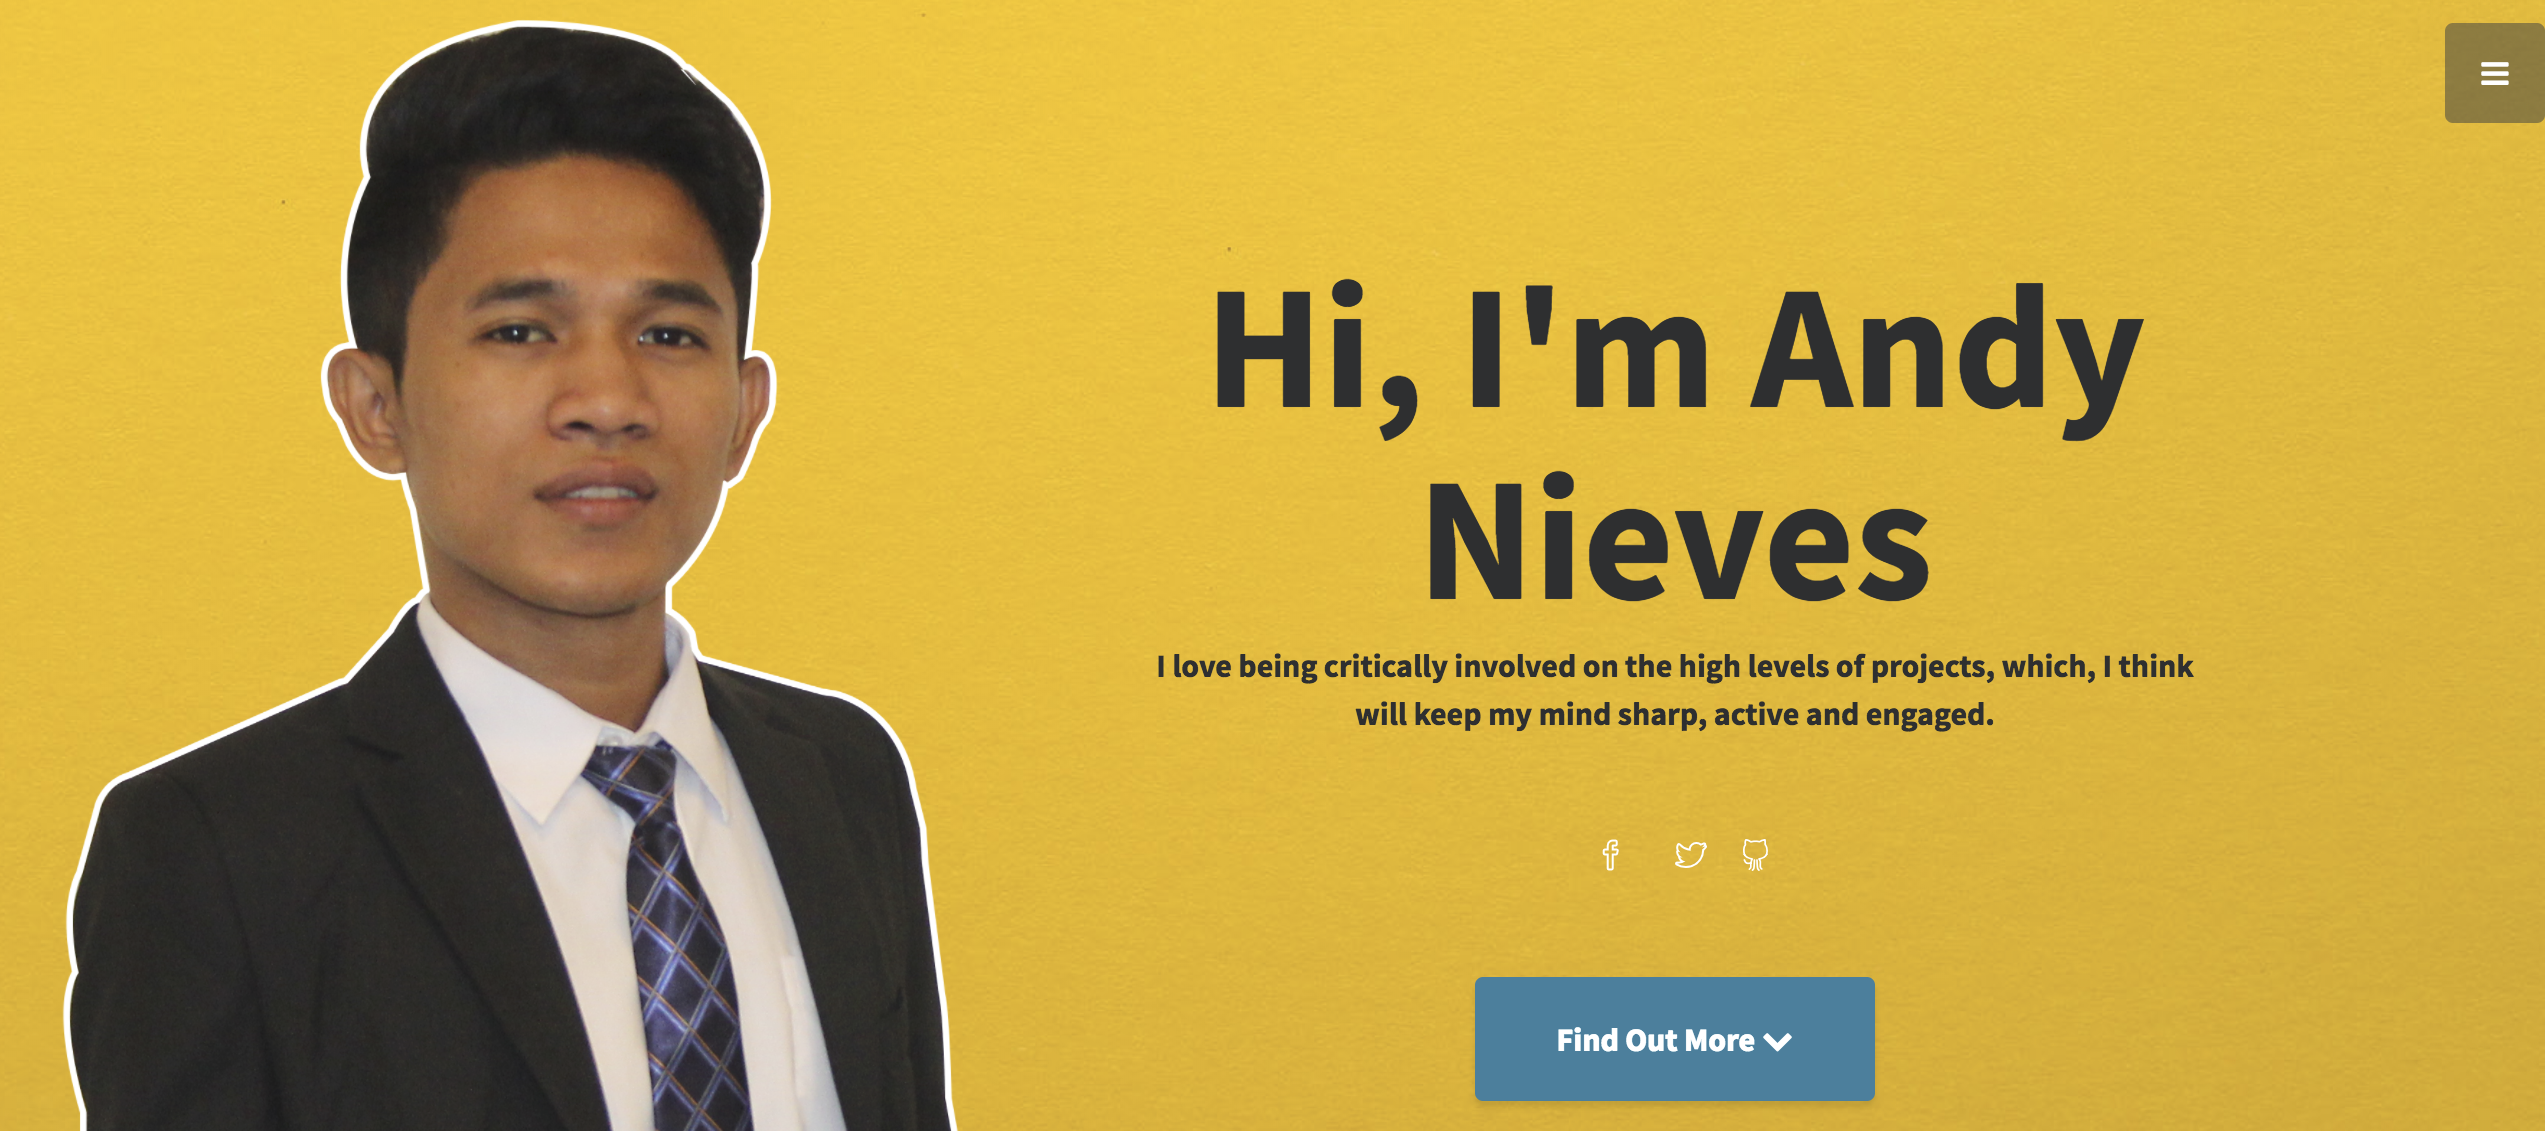 Hi, I'm Andy
Nieves
I love being critically involved on the high levels of projects, which, I think
will keep my mind sharp, active and engaged.
Find Out More